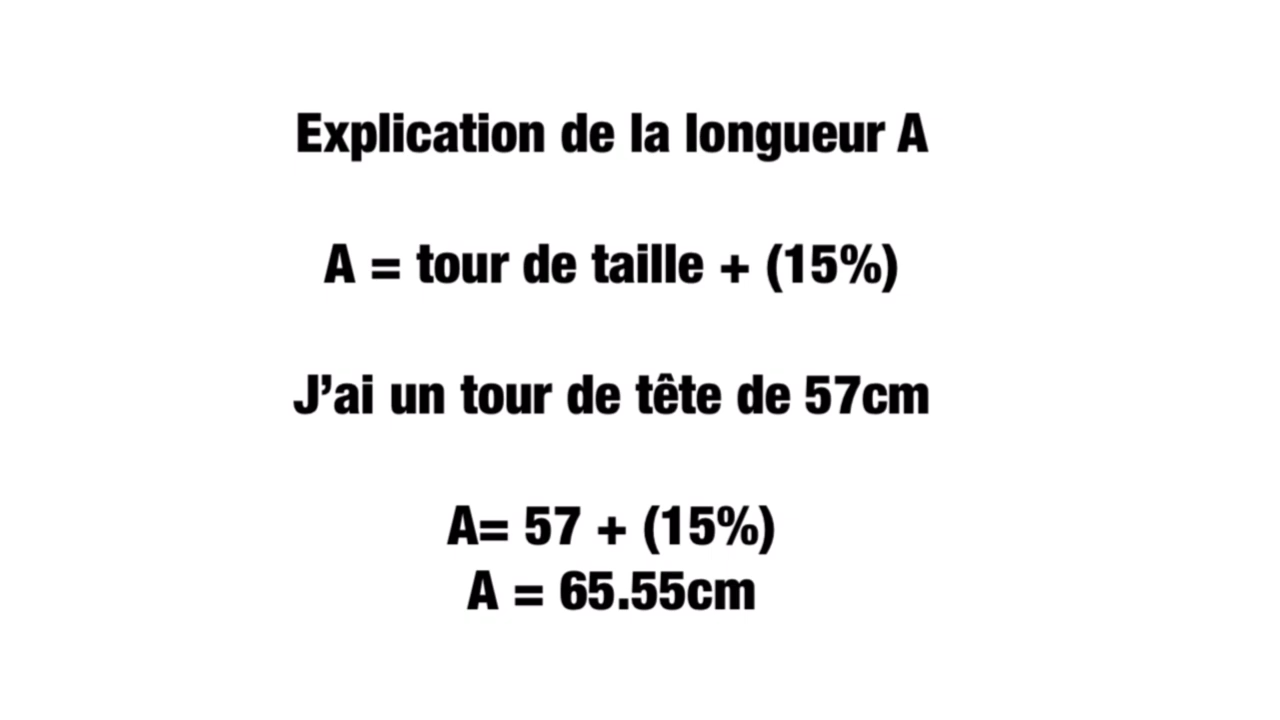 Explication de la longueur A
A = tour de taille + (15%)
J’ai un tour de tête de 57cm
A= 57 + (15%)
A = 65.55cm